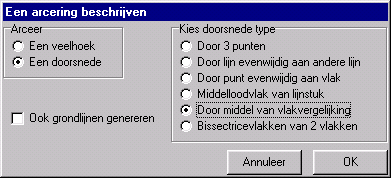 Een arcering beschrijven
Arceer
Een veelhoek
Een doorsnede
Ook grondlijnen genereren
Kies doorsnede type
Door 3 punten
Door lijn evenwijdig aan andere lijn
Door punt evenwijdig aan vlak
Middelloodvlak van lijnstuk
Door middel van vlakvergelijking
Bissectricevlakken van 2 vlakken
Annuleer
OK